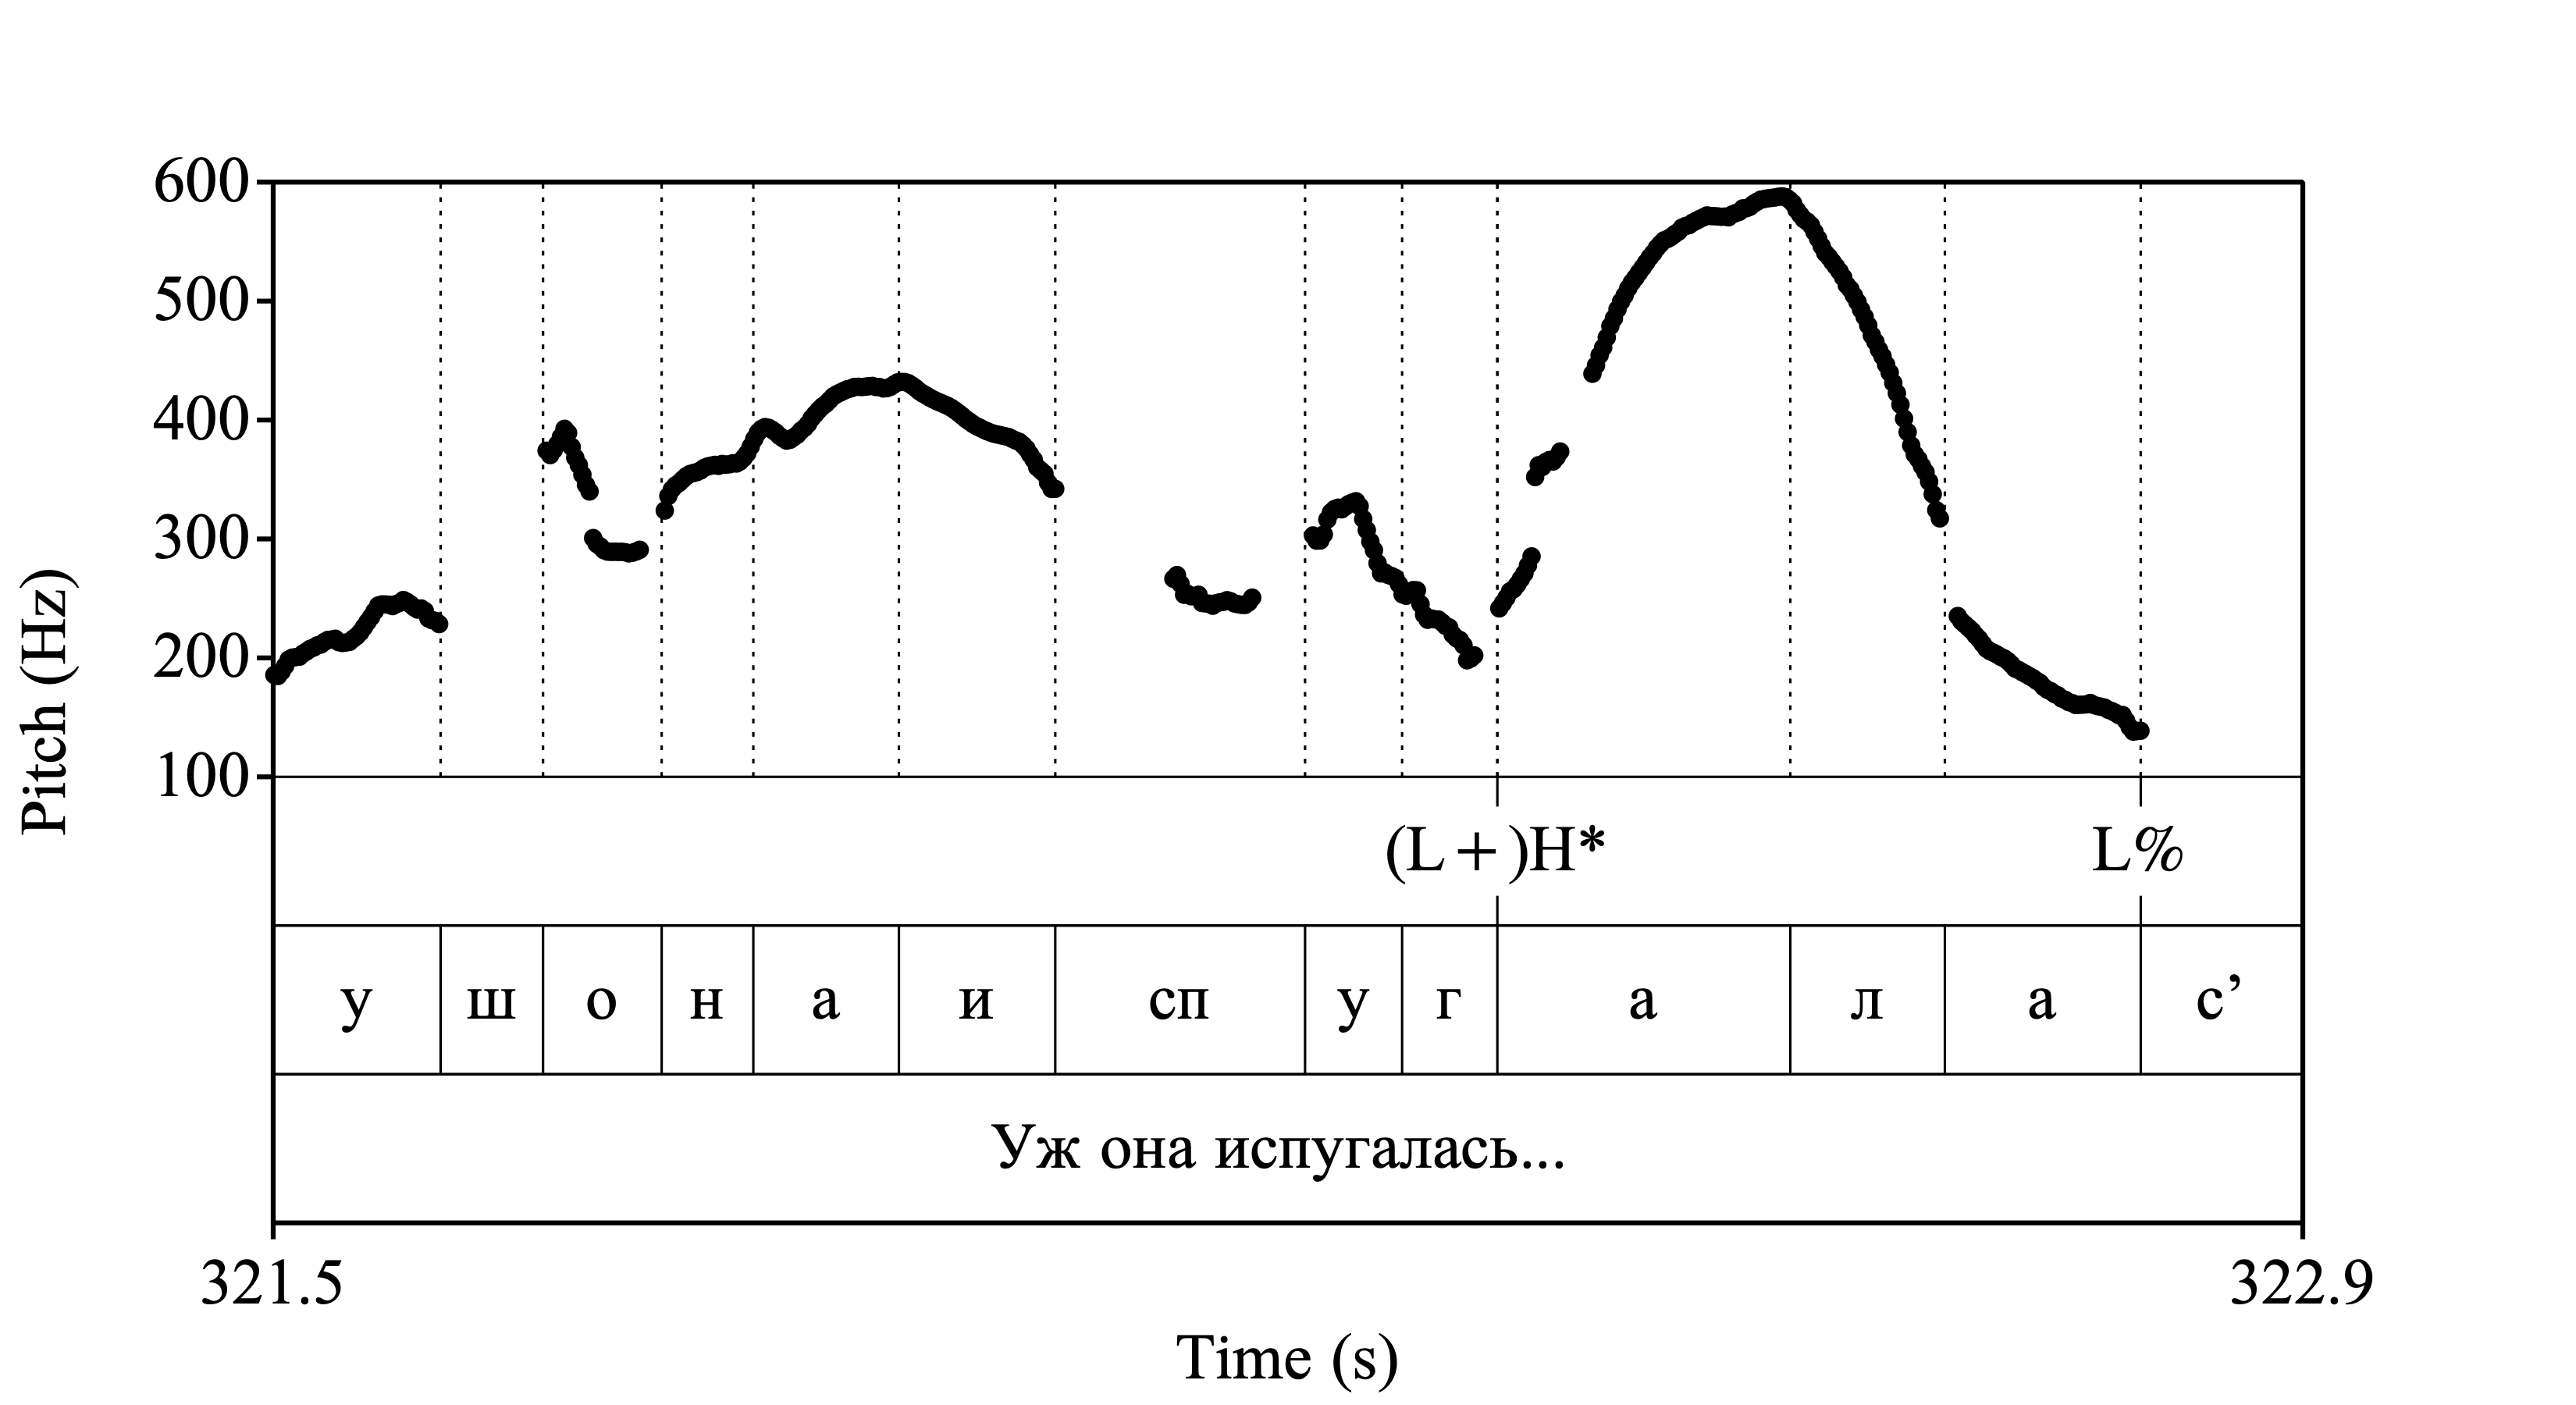 600
500
400
300
200
100
Pitch (Hz)
(L+)H* L%
у ш о н а и сп у г а л а с’
Уж она испугалась...
321.5 322.9
Time (s)